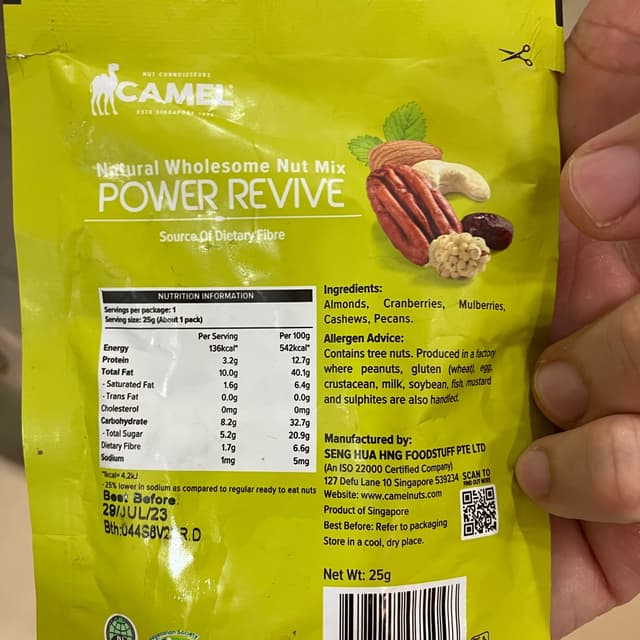 NUT CONNOISSEURS
CAMEL
ESTD SINGAPORE 1974
Natural Wholesome Nut Mix
POWER REVIVE
Source Of Dietary Fibre
NUTRITION INFORMATION
Servings per package: 1
Serving size: 25g (About 1 pack)
Per Serving Per 100g
Energy 136kcal* 542kcal*
Protein 3.2g 12.7g
Total Fat 10.0g 40.1g
- Saturated Fat 1.6g 6.4g
- Trans Fat 0.0g 0.0g
Cholesterol 0mg 0mg
Carbohydrate 8.2g 32.7g
- Total Sugar 5.2g 20.9g
Dietary Fibre 1.7g 6.6g
Sodium 1mg 5mg
*1kcal= 4.2kJ
- 25% lower in sodium as compared to regular ready to eat nuts
Best Before:
29/JUL/23
Ingredients:
Almonds, Cranberries, Mulberries,
Cashews, Pecans.
Allergen Advice:
Contains tree nuts. Produced in a factory
where peanuts, gluten (wheat), egg,
crustacean, milk, soybean, fish, mustard
and sulphites are also handled.
Manufactured by:
SENG HUA HNG FOODSTUFF PTE LTD
(An ISO 22000 Certified Company)
127 Defu Lane 10 Singapore 539234
Website: www.camelnuts.com
Product of Singapore
Best Before: Refer to packaging
Store in a cool, dry place.
SCAN TO
FIND OUT MORE
Net Wt: 25g
Vegetarian Society